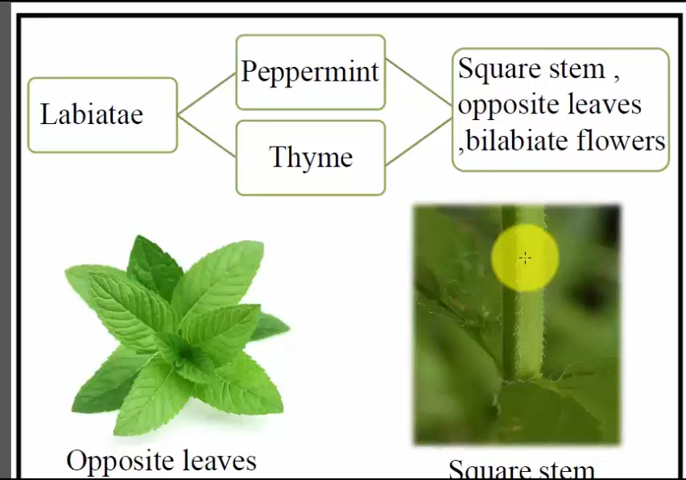 Labiatae
Peppermint
Thyme
Square stem ,
opposite leaves
,bilabiate flowers
Opposite leaves
Square stem